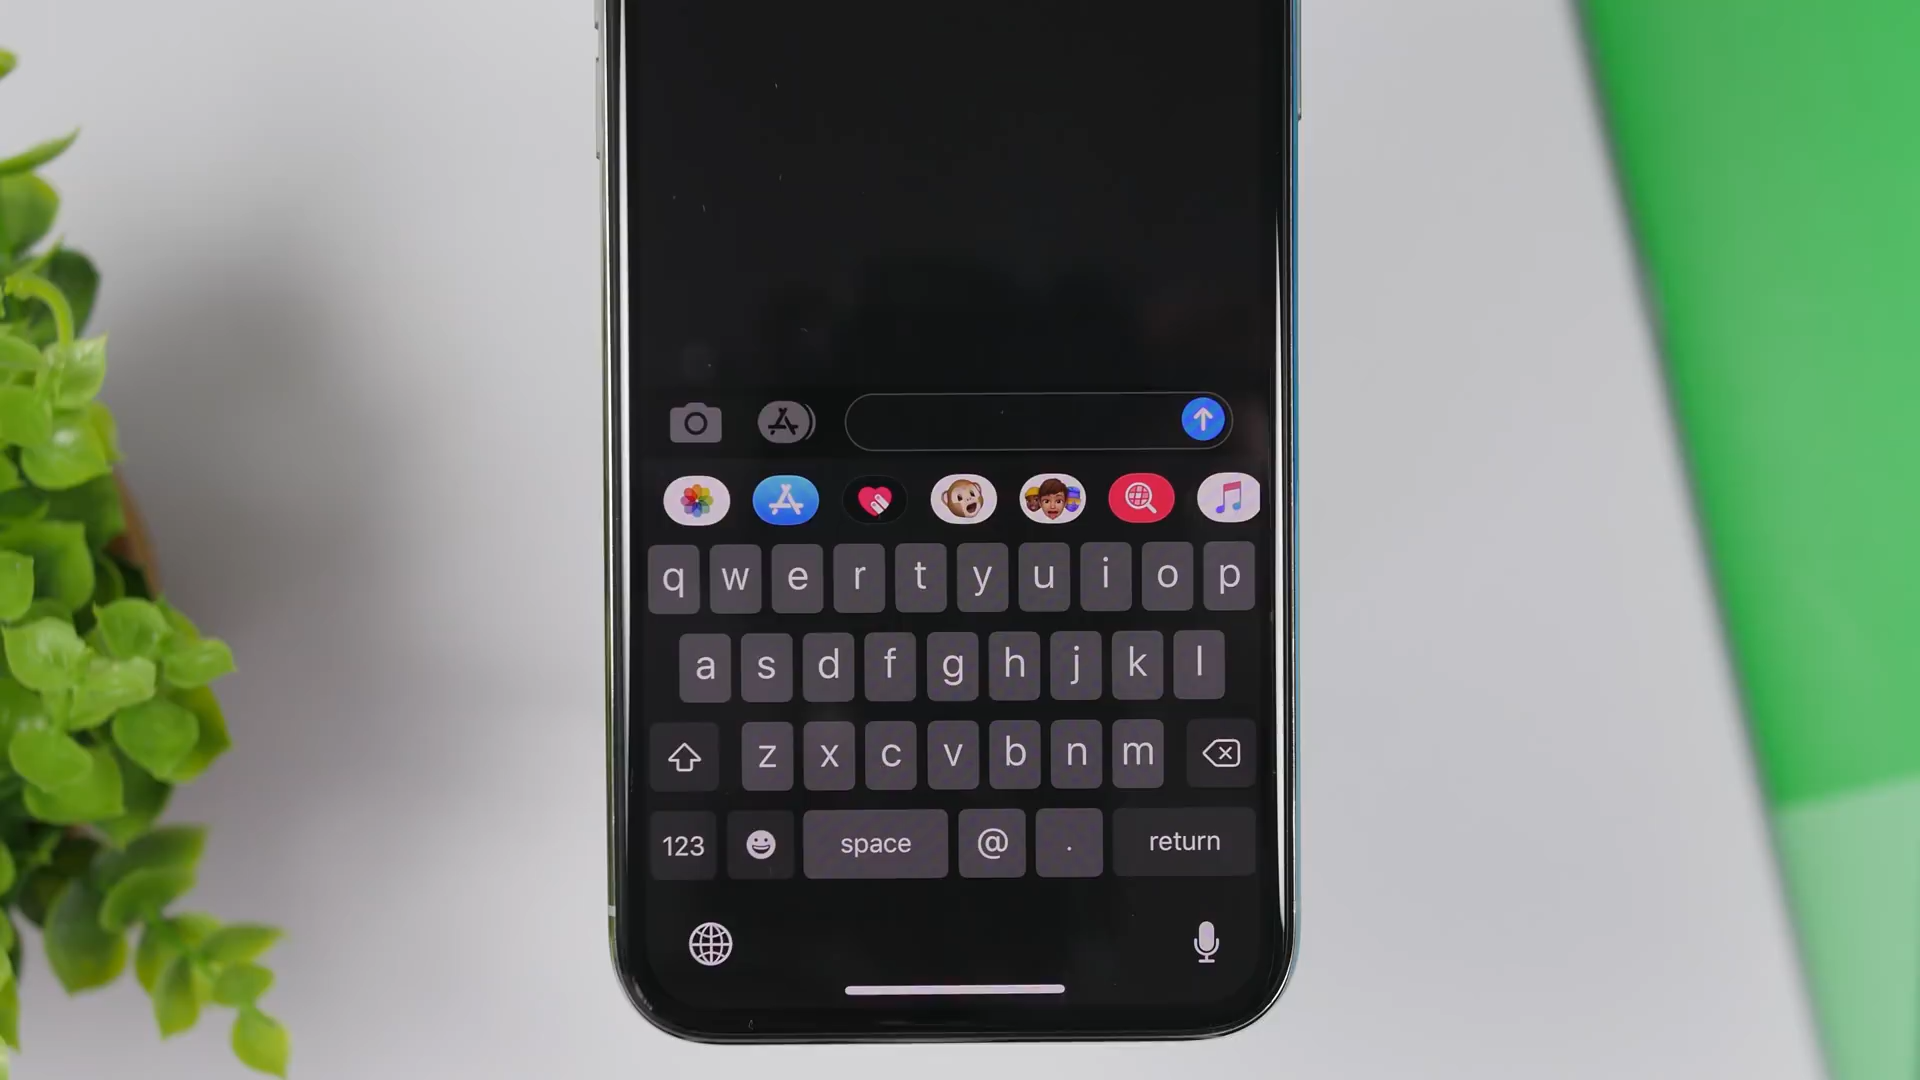 q w e r t y u i o p
a s d f g h j k l
z x c v b n m
123 space @ . return